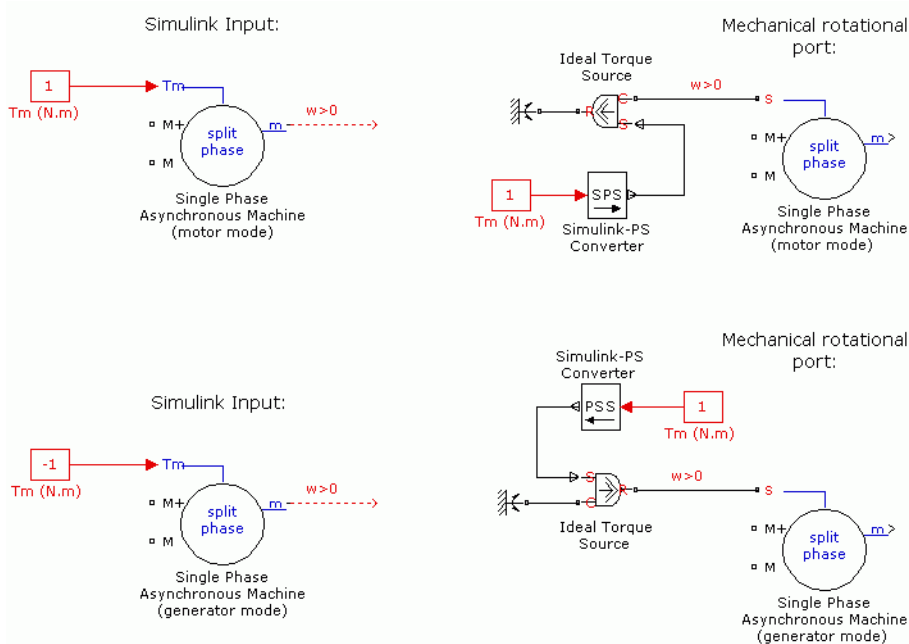 Simulink Input:
1
Tm (N.m)
Tm
w>0
M+
m
M
split
phase
Single Phase
Asynchronous Machine
(motor mode)
Mechanical rotational
port:
Ideal Torque
Source
R
C
S
w>0
S
1
Tm (N.m)
SPS
Simulink-PS
Converter
M+
m
M
split
phase
Single Phase
Asynchronous Machine
(motor mode)
Simulink Input:
-1
Tm (N.m)
Tm
w>0
M+
m
M
split
phase
Single Phase
Asynchronous Machine
(generator mode)
Mechanical rotational
port:
Simulink-PS
Converter
PSS
1
Tm (N.m)
S
C
R
w>0
S
Ideal Torque
Source
M+
m
M
split
phase
Single Phase
Asynchronous Machine
(generator mode)